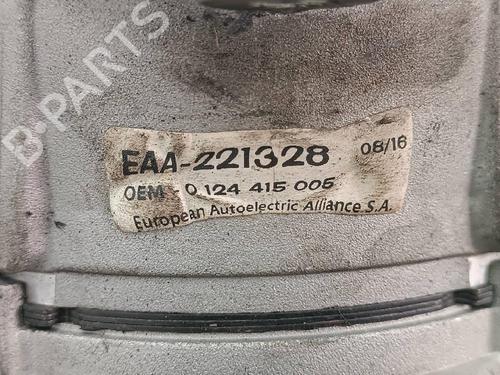 B-PARTS
EAA-221328 08/16
OEM - 0 124 415 005
European Autoelectric Alliance S.A.